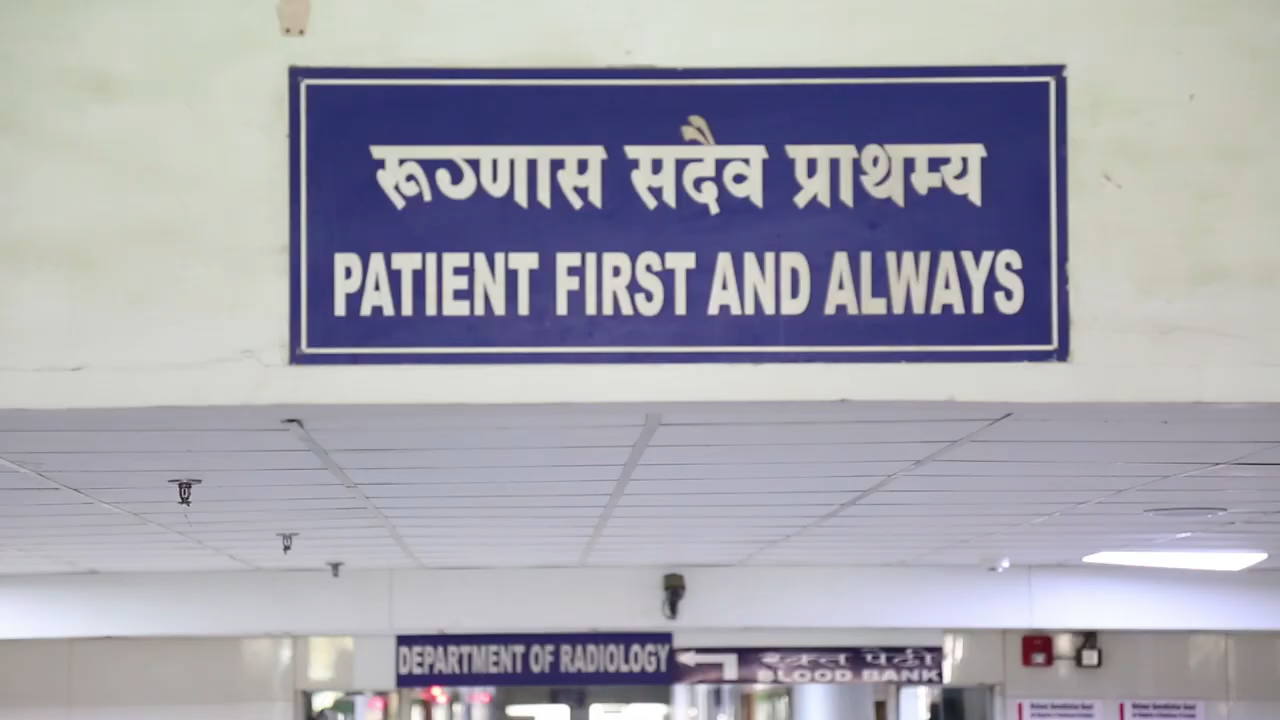 रूग्णास सदैव प्राथम्य
PATIENT FIRST AND ALWAYS
DEPARTMENT OF RADIOLOGY
रक्त पेढी
BLOOD BANK